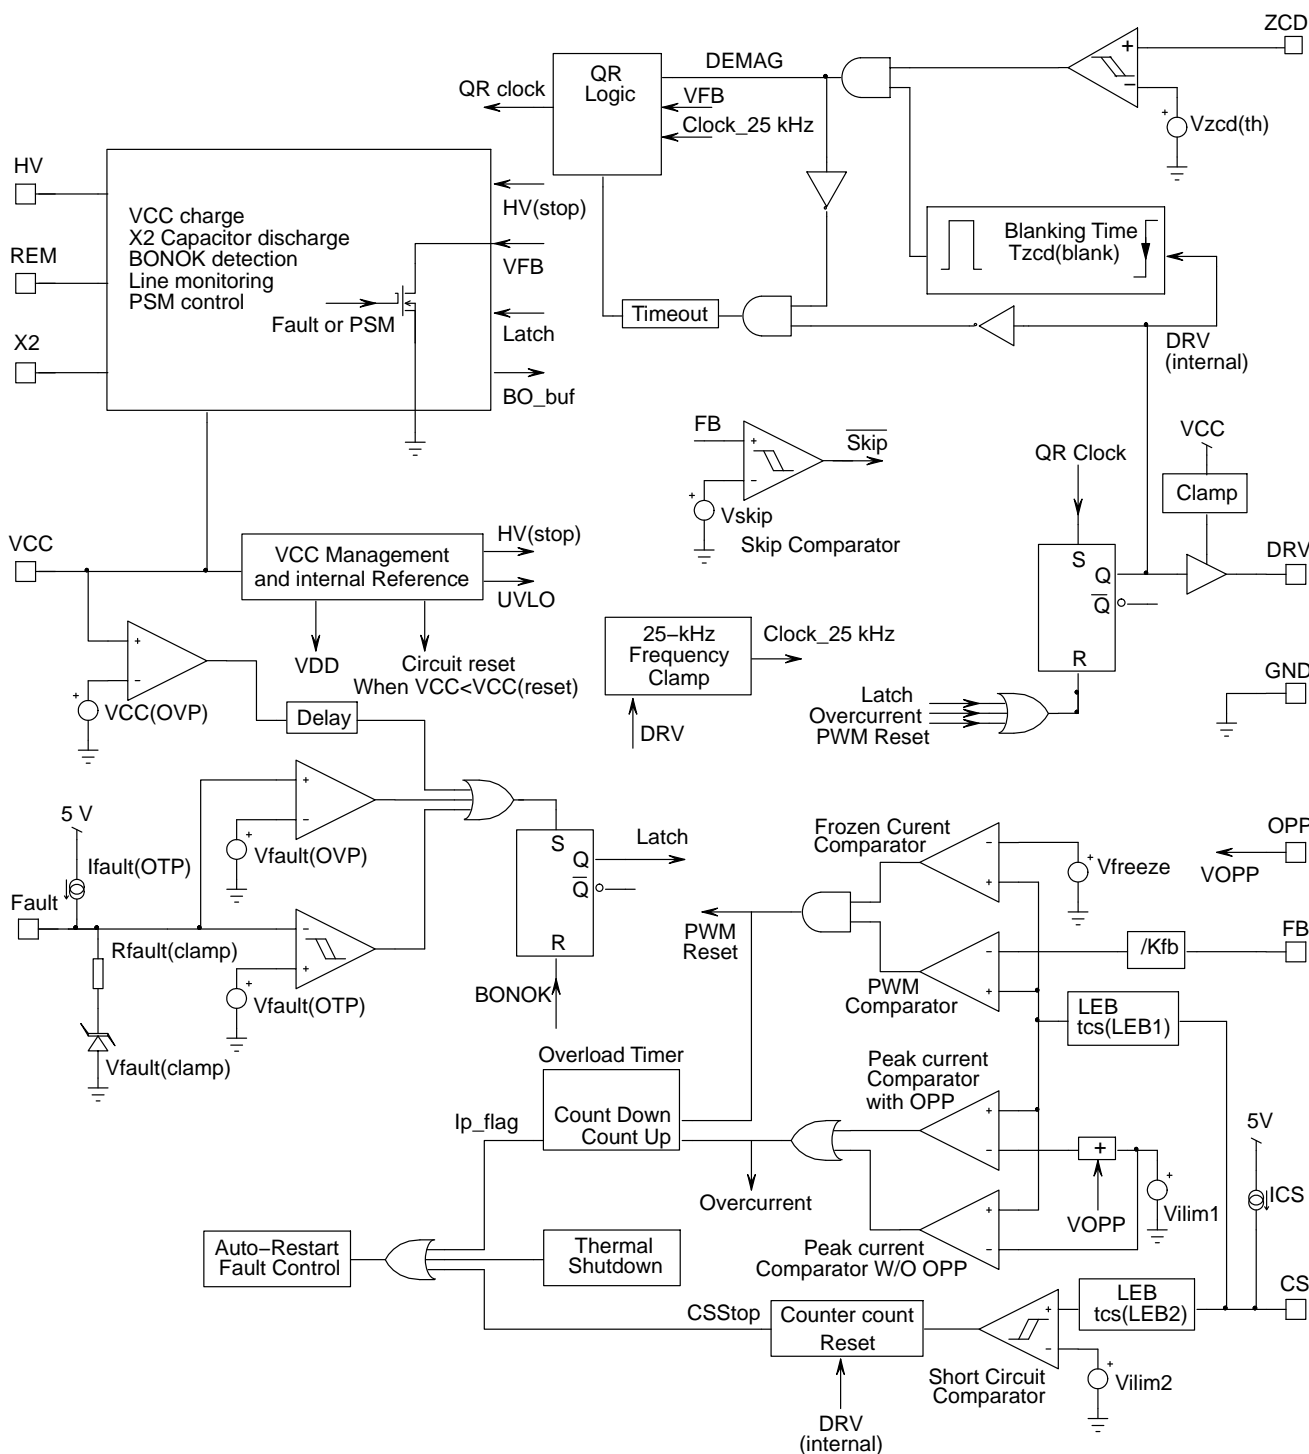 ZCD
+
−
+
Vzcd(th)
DEMAG
QR
Logic
QR clock
VFB
Clock_25 kHz
HV
REM
X2
VCC charge
X2 Capacitor discharge
BONOK detection
Line monitoring
PSM control
Fault or PSM
HV(stop)
VFB
Latch
BO_buf
Blanking Time
Tzcd(blank)
Timeout
DRV
(internal)
FB
+
−
+
Vskip
Skip
Skip Comparator
QR Clock
VCC
Clamp
S
Q
Q
R
DRV
VCC
VCC Management
and internal Reference
HV(stop)
UVLO
VDD
Circuit reset
When VCC<VCC(reset)
+
−
+
VCC(OVP)
Delay
25−kHz
Frequency
Clamp
Clock_25 kHz
DRV
Latch
Overcurrent
PWM Reset
GND
5 V
Ifault(OTP)
Fault
+
−
+
Vfault(OVP)
Rfault(clamp)
−
+
+
Vfault(OTP)
Vfault(clamp)
S
Q
Q
R
Latch
BONOK
Frozen Curent
Comparator
−
+
+
Vfreeze
OPP
VOPP
PWM
Reset
−
+
PWM
Comparator
/Kfb
FB
LEB
tcs(LEB1)
Overload Timer
Count Down
Count Up
Ip_flag
Overcurrent
Peak current
Comparator
with OPP
+
−
+
VOPP
+
Vilim1
5V
ICS
+
−
Peak current
Comparator W/O OPP
Auto−Restart
Fault Control
Thermal
Shutdown
CSStop
Counter count
Reset
DRV
(internal)
+
−
Short Circuit
Comparator
LEB
tcs(LEB2)
+
Vilim2
CS